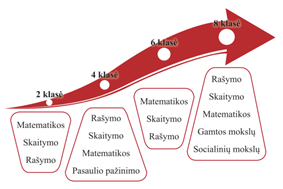 2 klasė
4 klasė
6 klasė
8 klasė
Matematikos
Skaitymo
Rašymo
Rašymo
Skaitymo
Matematikos
Pasaulio pažinimo
Matematikos
Skaitymo
Rašymo
Rašymo
Skaitymo
Matematikos
Gamtos mokslų
Socialinių mokslų